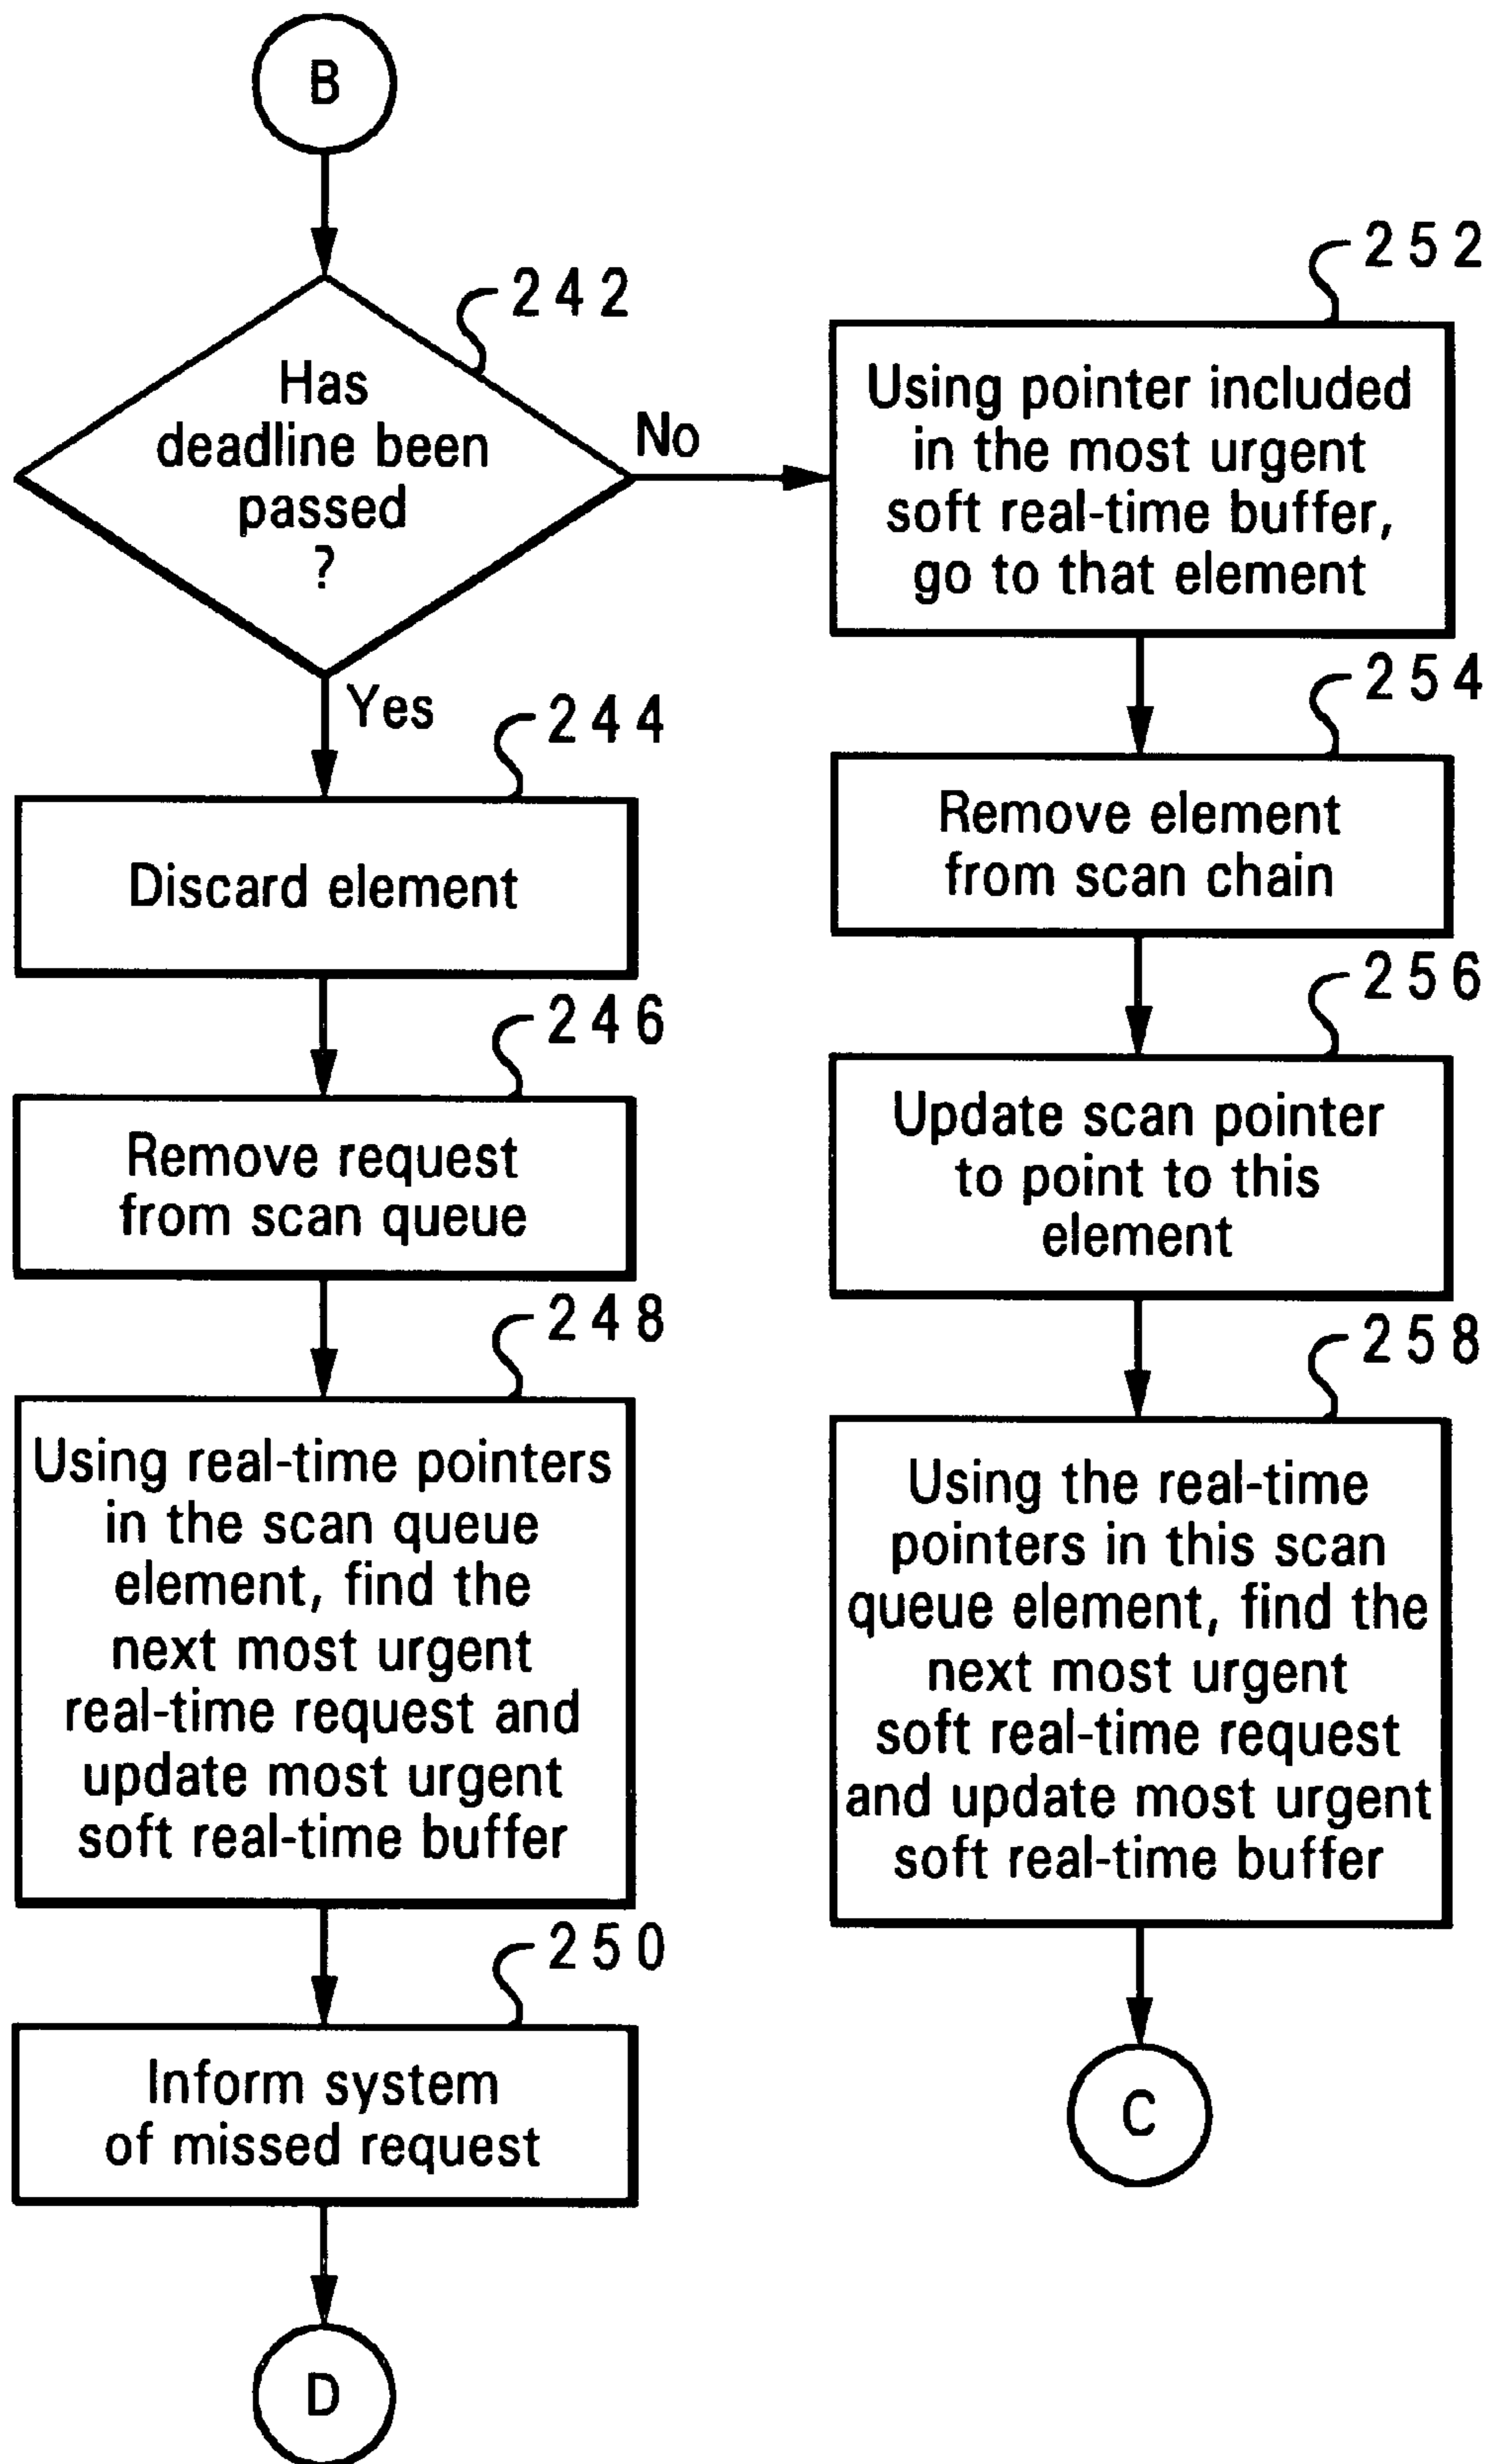 B
242
Has
deadline been
passed
?
No
Yes
244
Discard element
246
Remove request
from scan queue
248
Using real-time pointers
in the scan queue
element, find the
next most urgent
real-time request and
update most urgent
soft real-time buffer
250
Inform system
of missed request
D
252
Using pointer included
in the most urgent
soft real-time buffer,
go to that element
254
Remove element
from scan chain
256
Update scan pointer
to point to this
element
258
Using the real-time
pointers in this scan
queue element, find the
next most urgent
soft real-time request
and update most urgent
soft real-time buffer
C